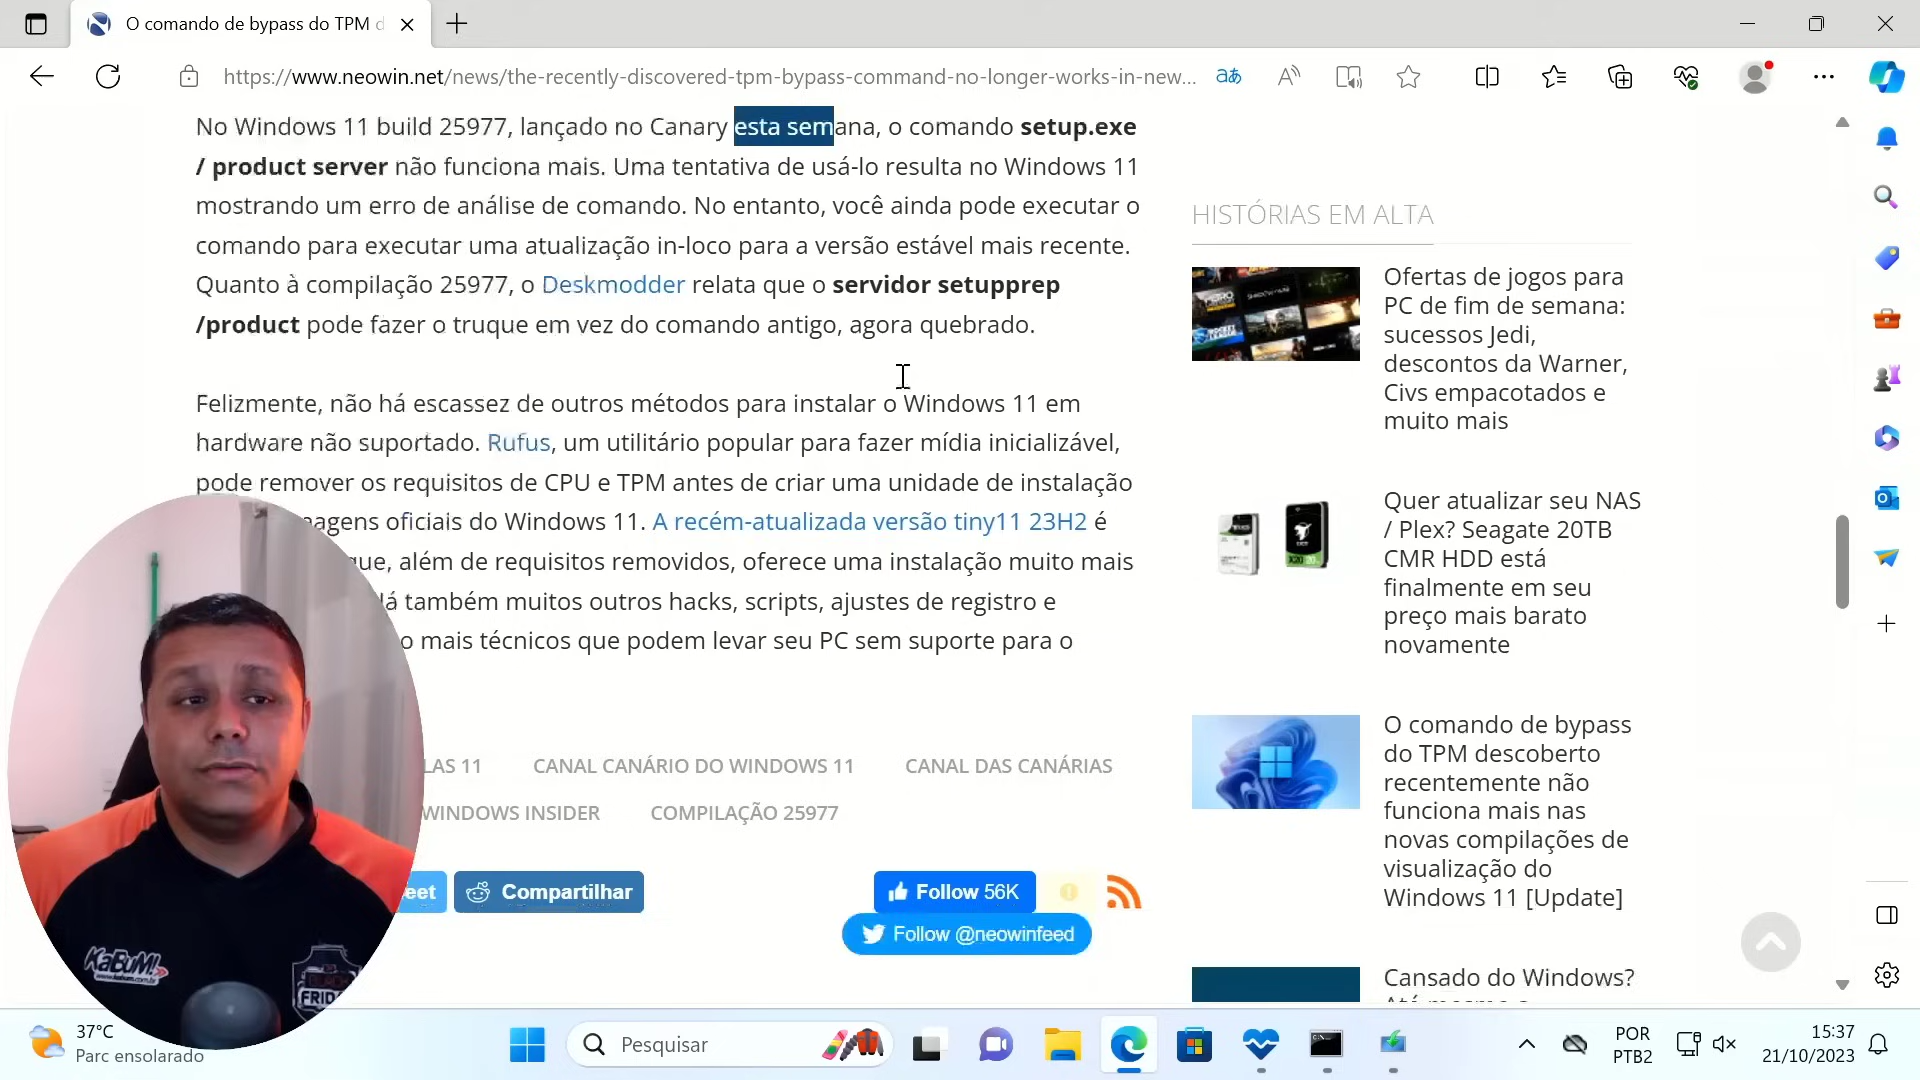 O comando de bypass do TPM d
https://www.neowin.net/news/the-recently-discovered-tpm-bypass-command-no-longer-works-in-new...
No Windows 11 build 25977, lançado no Canary esta semana, o comando setup.exe
/ product server não funciona mais. Uma tentativa de usá-lo resulta no Windows 11
mostrando um erro de análise de comando. No entanto, você ainda pode executar o
comando para executar uma atualização in-loco para a versão estável mais recente.
Quanto à compilação 25977, o Deskmodder relata que o servidor setupprep
/product pode fazer o truque em vez do comando antigo, agora quebrado.
Felizmente, não há escassez de outros métodos para instalar o Windows 11 em
hardware não suportado. Rufus, um utilitário popular para fazer mídia inicializável,
pode remover os requisitos de CPU e TPM antes de criar uma unidade de instalação
agens oficiais do Windows 11. A recém-atualizada versão tiny11 23H2 é
que, além de requisitos removidos, oferece uma instalação muito mais
Há também muitos outros hacks, scripts, ajustes de registro e
o mais técnicos que podem levar seu PC sem suporte para o
LAS 11
CANAL CANÁRIO DO WINDOWS 11
CANAL DAS CANÁRIAS
WINDOWS INSIDER
COMPILAÇÃO 25977
eet
Compartilhar
Follow 56K
Follow @neowinfeed
HISTÓRIAS EM ALTA
Ofertas de jogos para
PC de fim de semana:
sucessos Jedi,
descontos da Warner,
Civs empacotados e
muito mais
Quer atualizar seu NAS
/ Plex? Seagate 20TB
CMR HDD está
finalmente em seu
preço mais barato
novamente
O comando de bypass
do TPM descoberto
recentemente não
funciona mais nas
novas compilações de
visualização do
Windows 11 [Update]
Cansado do Windows?
KaBuM!
www.kabum.com.br
BLACK
FRID
37°C
Parc ensolarado
Pesquisar
POR
PTB2
15:37
21/10/2023